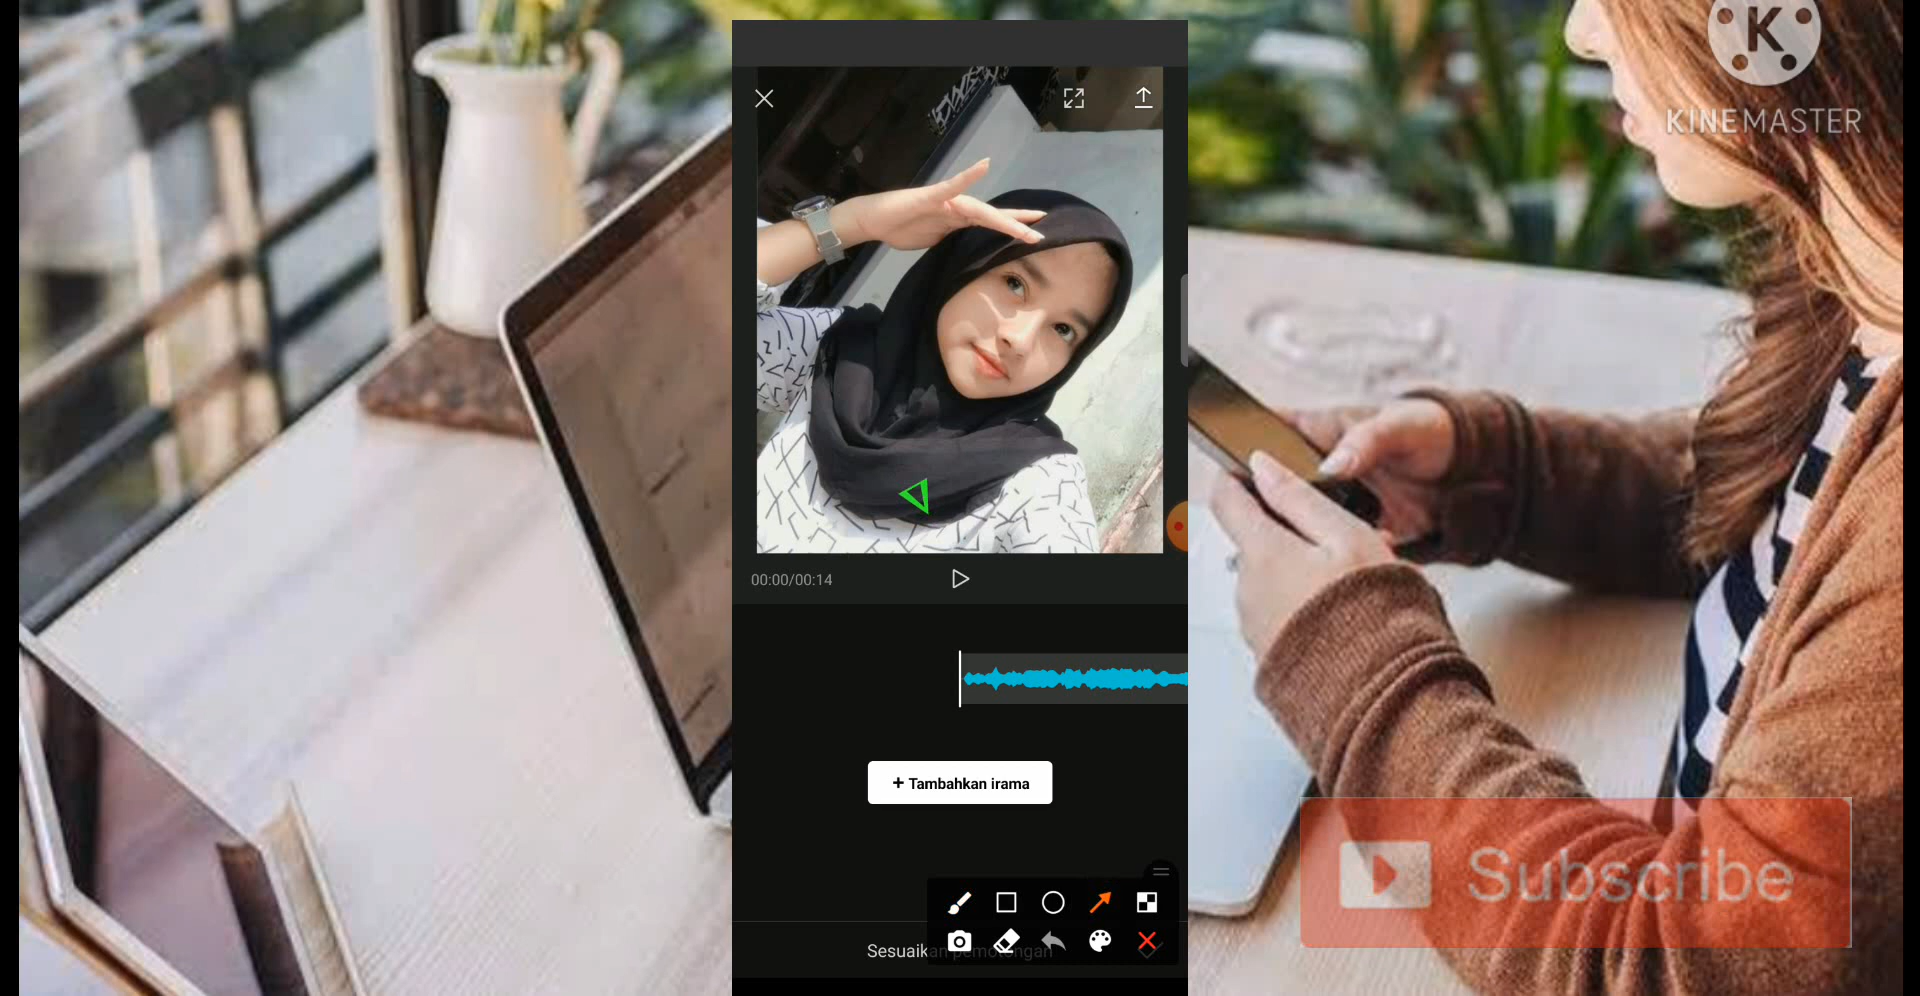 KINEMASTER
00:00/00:14
+ Tambahkan irama
Sesuaikan pemotongan
Subscribe